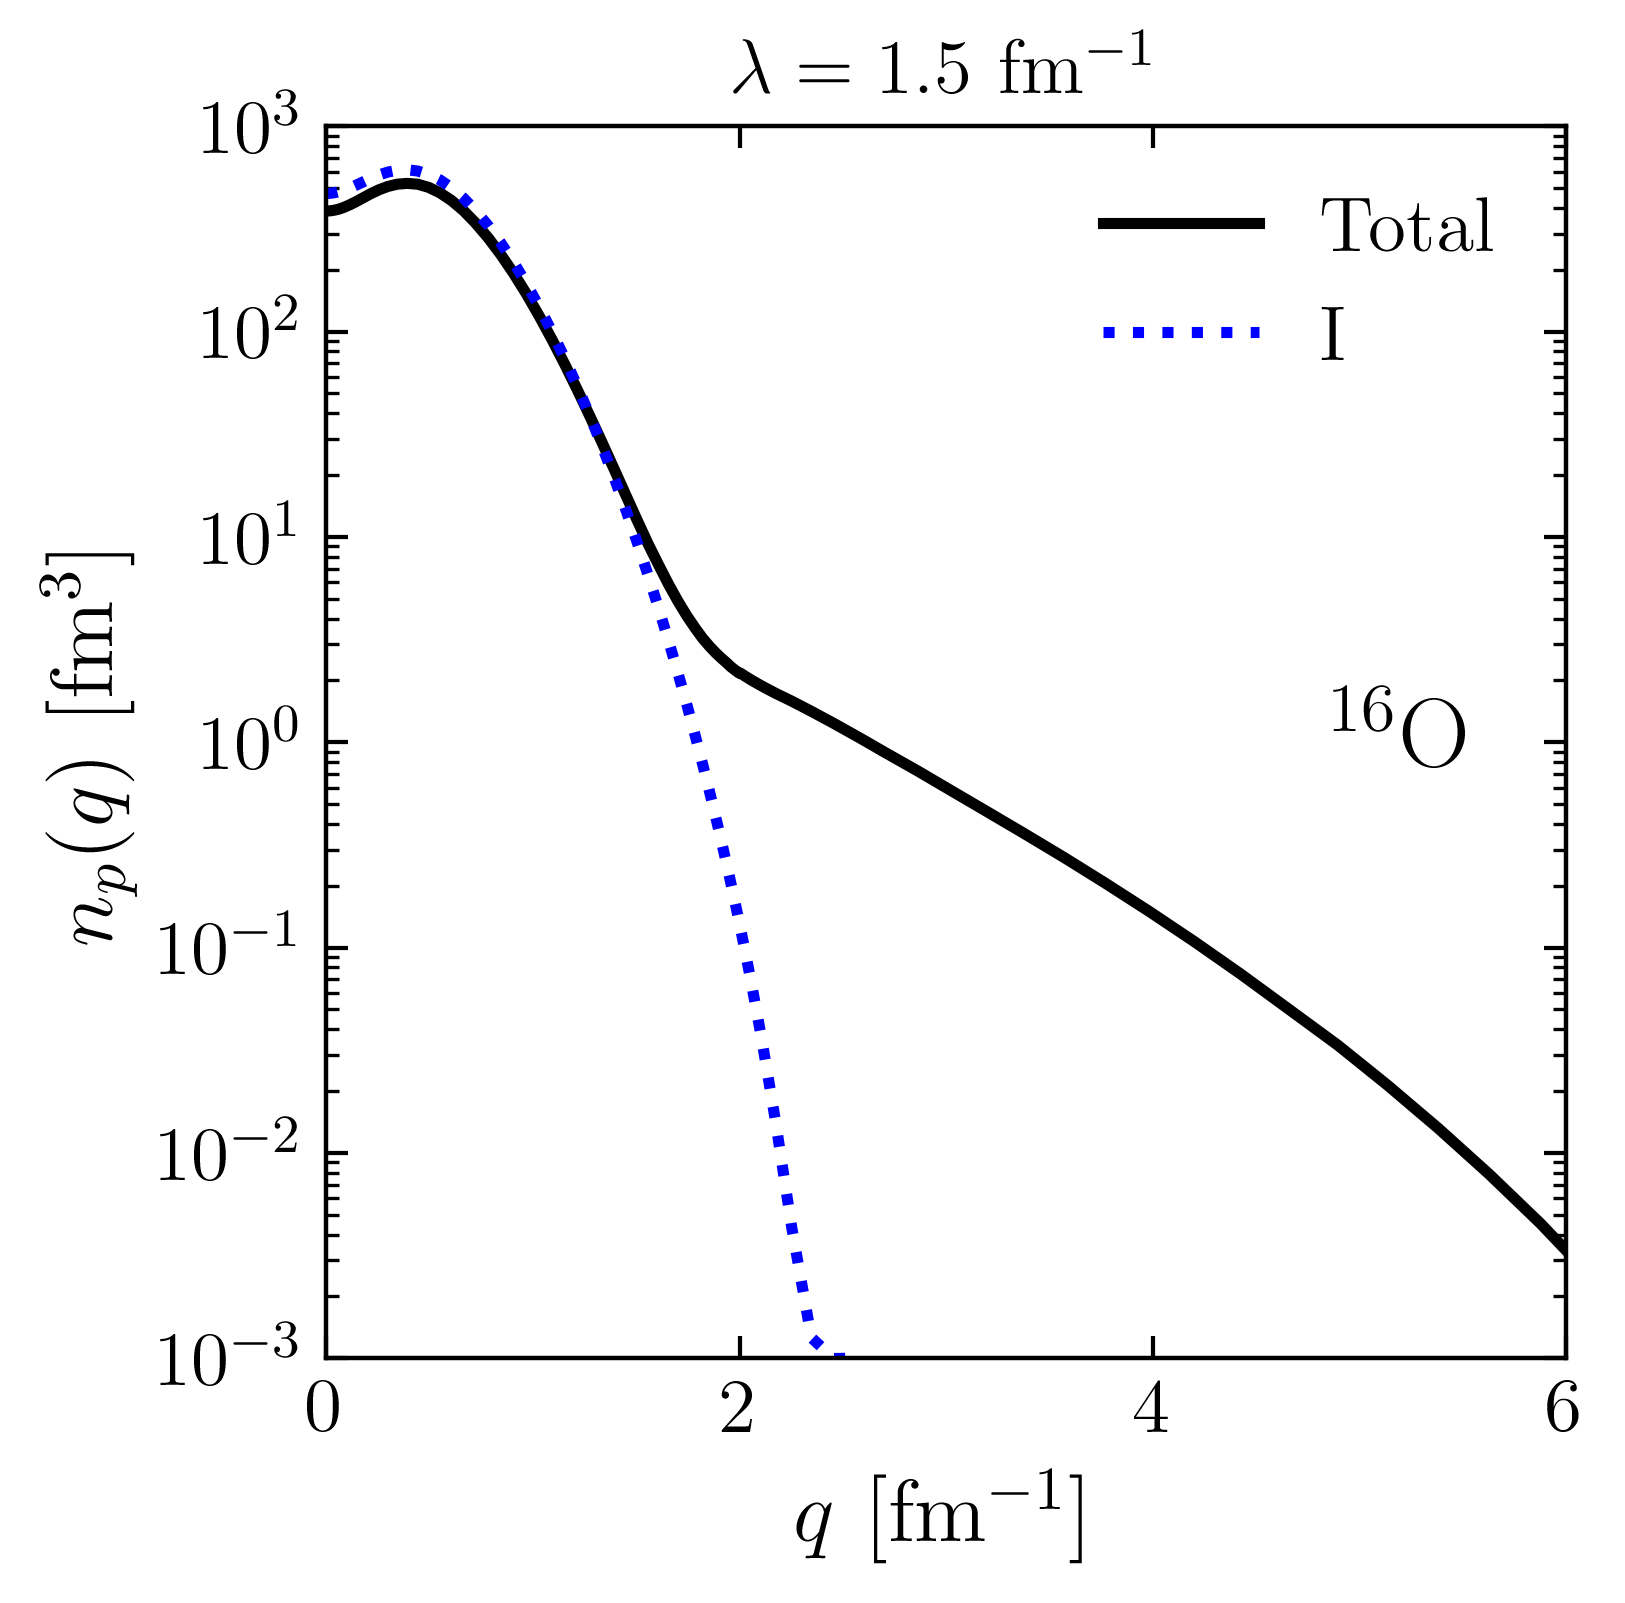 λ = 1.5 fm⁻¹
10³
10²
10¹
10⁰
10⁻¹
10⁻²
10⁻³
nₚ(q) [fm³]
Total
I
¹⁶O
0 2 4 6
q [fm⁻¹]